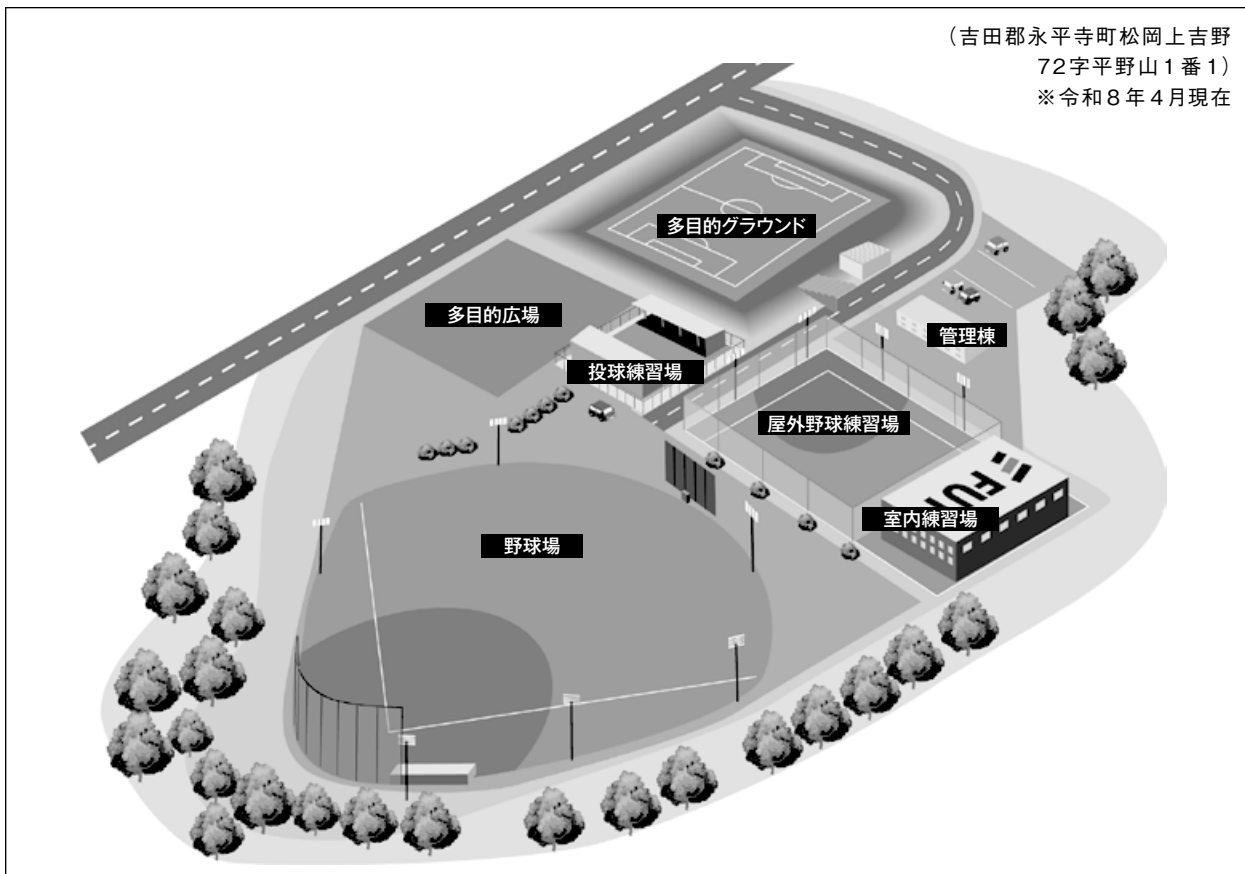 （吉田郡永平寺町松岡上吉野
72字平野山1番1）
※令和8年4月現在
多目的グラウンド
多目的広場
管理棟
投球練習場
屋外野球練習場
FU
室内練習場
野球場